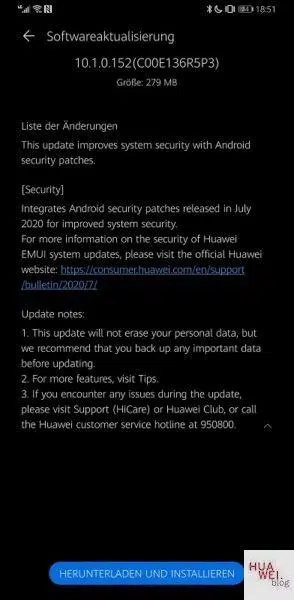 18:51
← Softwareaktualisierung
10.1.0.152(C00E136R5P3)
Größe: 279 MB
Liste der Änderungen
This update improves system security with Android
security patches.
[Security]
Integrates Android security patches released in July
2020 for improved system security.
For more information on the security of Huawei
EMUI system updates, please visit the official Huawei
website: https://consumer.huawei.com/en/support
/bulletin/2020/7/
Update notes:
1. This update will not erase your personal data, but
we recommend that you back up any important data
before updating.
2. For more features, visit Tips.
3. If you encounter any issues during the update,
please visit Support (HiCare) or Huawei Club, or call
the Huawei customer service hotline at 950800.
HERUNTERLADEN UND INSTALLIEREN
HUA
WEI.
blog